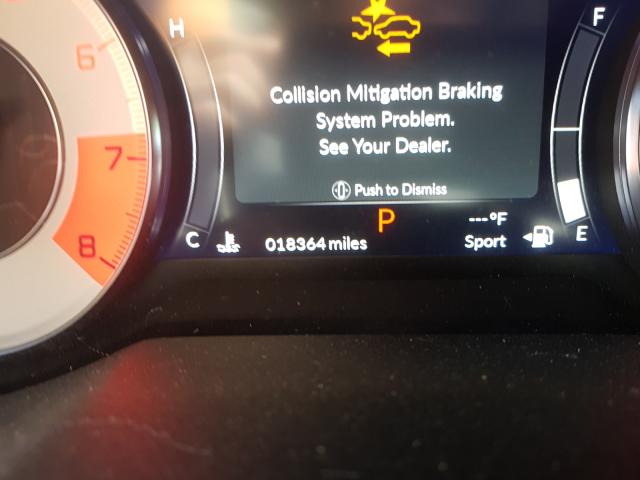 H
F
6
Collision Mitigation Braking
System Problem.
See Your Dealer.
7
Push to Dismiss
P
---°F
C
018364 miles
Sport
E
8